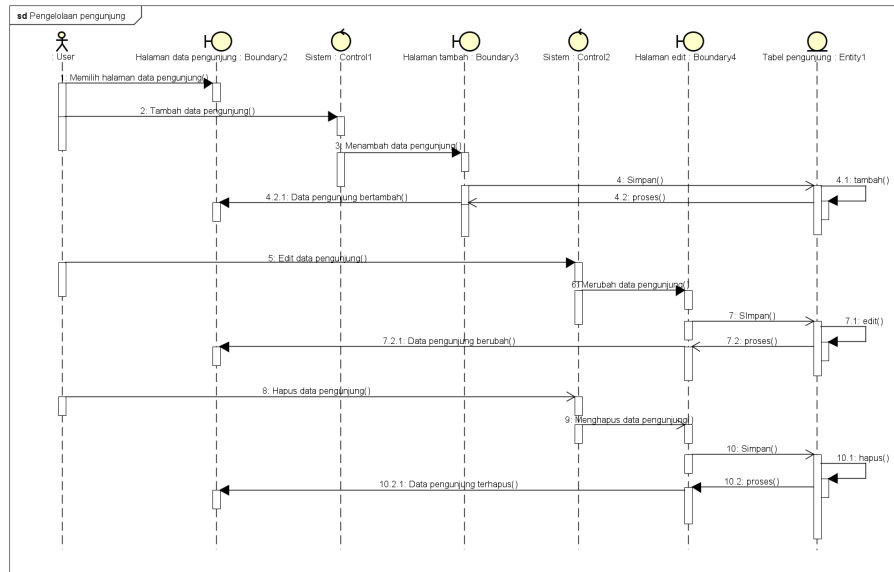 sd Pengelolaan pengunjung
: User
Halaman data pengunjung : Boundary2
Sistem : Control1
Halaman tambah : Boundary3
Sistem : Control2
Halaman edit : Boundary4
Tabel pengunjung : Entity1
1: Memilih halaman data pengunjung()
2: Tambah data pengunjung()
3: Menambah data pengunjung()
4: Simpan()
4.1: tambah()
4.2: proses()
4.2.1: Data pengunjung bertambah()
5: Edit data pengunjung()
6: Merubah data pengunjung()
7: SImpan()
7.1: edit()
7.2: proses()
7.2.1: Data pengunjung berubah()
8: Hapus data pengunjung()
9: Menghapus data pengunjung()
10: Simpan()
10.1: hapus()
10.2: proses()
10.2.1: Data pengunjung terhapus()